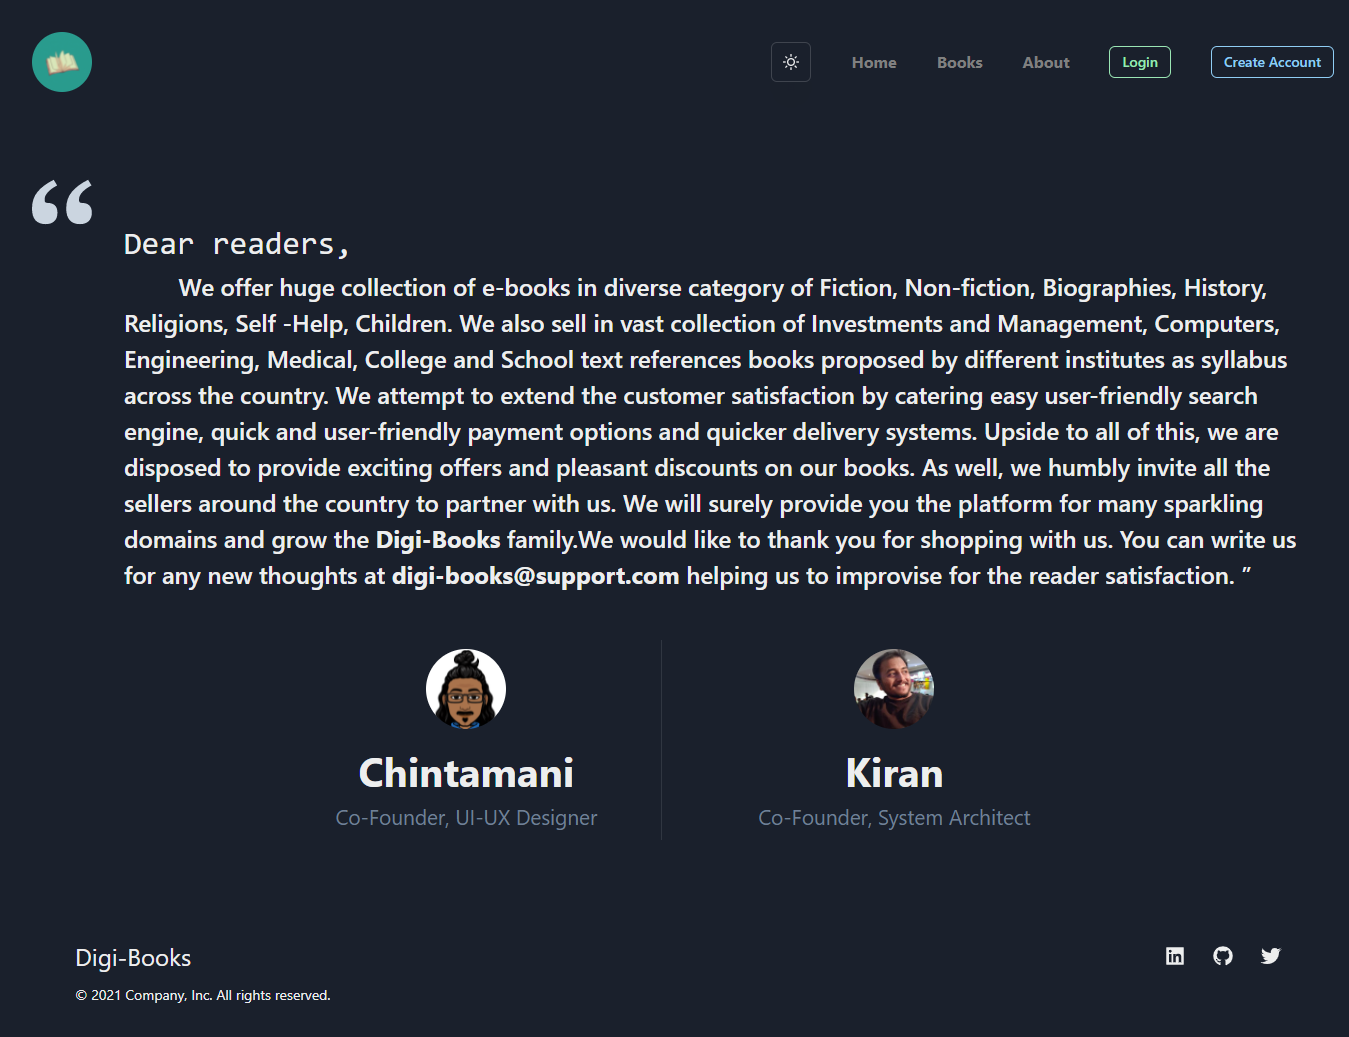 Home Books About Login Create Account
“
Dear readers,
We offer huge collection of e-books in diverse category of Fiction, Non-fiction, Biographies, History,
Religions, Self -Help, Children. We also sell in vast collection of Investments and Management, Computers,
Engineering, Medical, College and School text references books proposed by different institutes as syllabus
across the country. We attempt to extend the customer satisfaction by catering easy user-friendly search
engine, quick and user-friendly payment options and quicker delivery systems. Upside to all of this, we are
disposed to provide exciting offers and pleasant discounts on our books. As well, we humbly invite all the
sellers around the country to partner with us. We will surely provide you the platform for many sparkling
domains and grow the Digi-Books family.We would like to thank you for shopping with us. You can write us
for any new thoughts at digi-books@support.com helping us to improvise for the reader satisfaction. ”
Chintamani
Co-Founder, UI-UX Designer
Kiran
Co-Founder, System Architect
Digi-Books
© 2021 Company, Inc. All rights reserved.